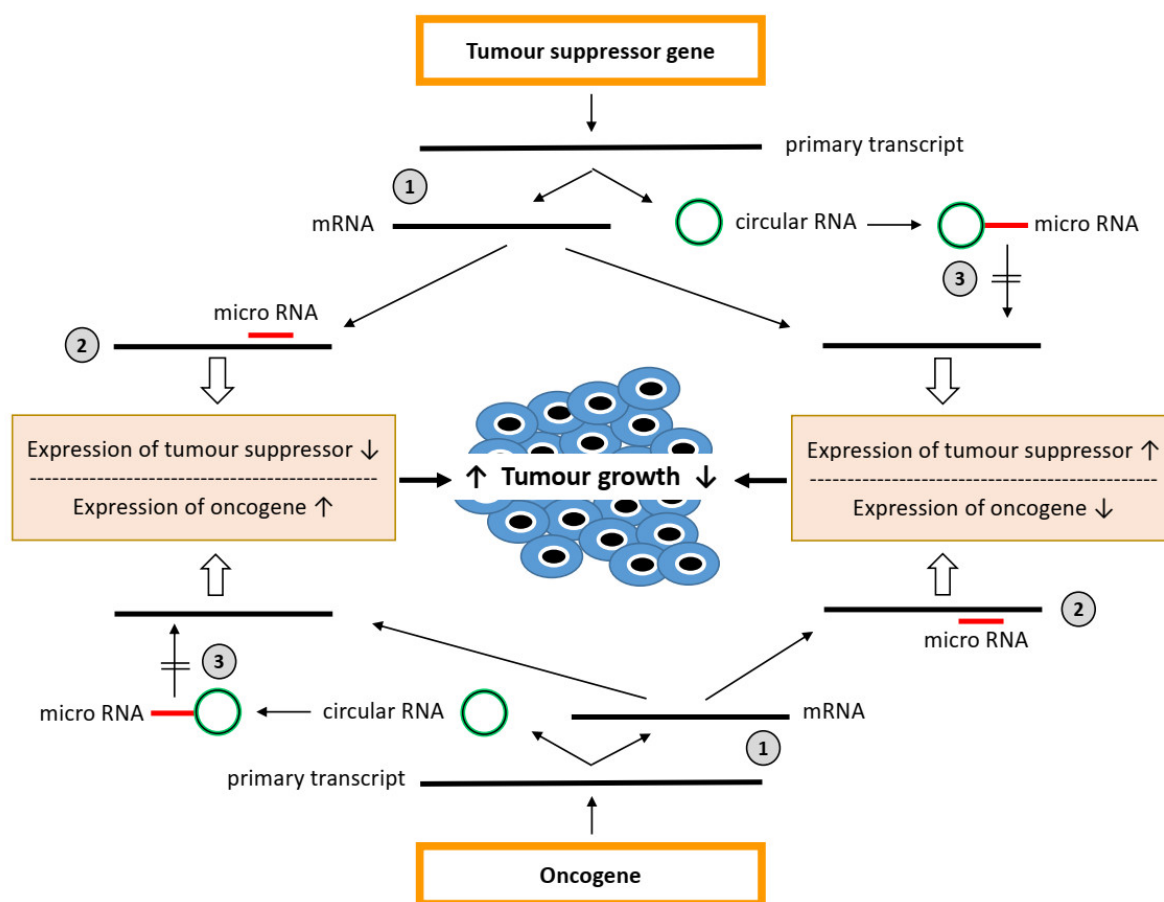 Tumour suppressor gene
primary transcript
1
mRNA
circular RNA
micro RNA
3
micro RNA
2
Expression of tumour suppressor ↓
Expression of oncogene ↑
↑ Tumour growth ↓
Expression of tumour suppressor ↑
Expression of oncogene ↓
2
micro RNA
3
micro RNA
circular RNA
mRNA
1
primary transcript
Oncogene